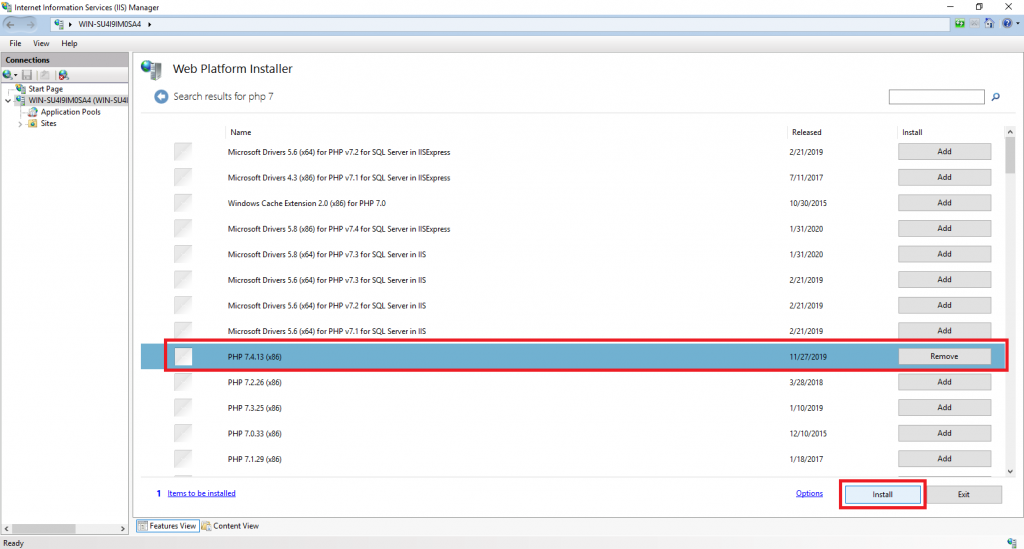 Internet Information Services (IIS) Manager
WIN-SU4I9IM0SA4
File View Help
Connections
Start Page
WIN-SU4I9IM0SA4 (WIN-SU4I
Application Pools
Sites
Web Platform Installer
Search results for php 7
Name Released Install
Microsoft Drivers 5.6 (x64) for PHP v7.2 for SQL Server in IISExpress 2/21/2019 Add
Microsoft Drivers 4.3 (x86) for PHP v7.1 for SQL Server in IISExpress 7/11/2017 Add
Windows Cache Extension 2.0 (x86) for PHP 7.0 10/30/2015 Add
Microsoft Drivers 5.8 (x86) for PHP v7.4 for SQL Server in IISExpress 1/31/2020 Add
Microsoft Drivers 5.8 (x64) for PHP v7.3 for SQL Server in IIS 1/31/2020 Add
Microsoft Drivers 5.6 (x64) for PHP v7.3 for SQL Server in IIS 2/21/2019 Add
Microsoft Drivers 5.6 (x64) for PHP v7.2 for SQL Server in IIS 2/21/2019 Add
Microsoft Drivers 5.6 (x64) for PHP v7.1 for SQL Server in IIS 2/21/2019 Add
PHP 7.4.13 (x86) 11/27/2019 Remove
PHP 7.2.26 (x86) 3/28/2018 Add
PHP 7.3.25 (x86) 1/10/2019 Add
PHP 7.0.33 (x86) 12/10/2015 Add
PHP 7.1.29 (x86) 1/18/2017 Add
1 Items to be installed Options Install Exit
Features View Content View
Ready